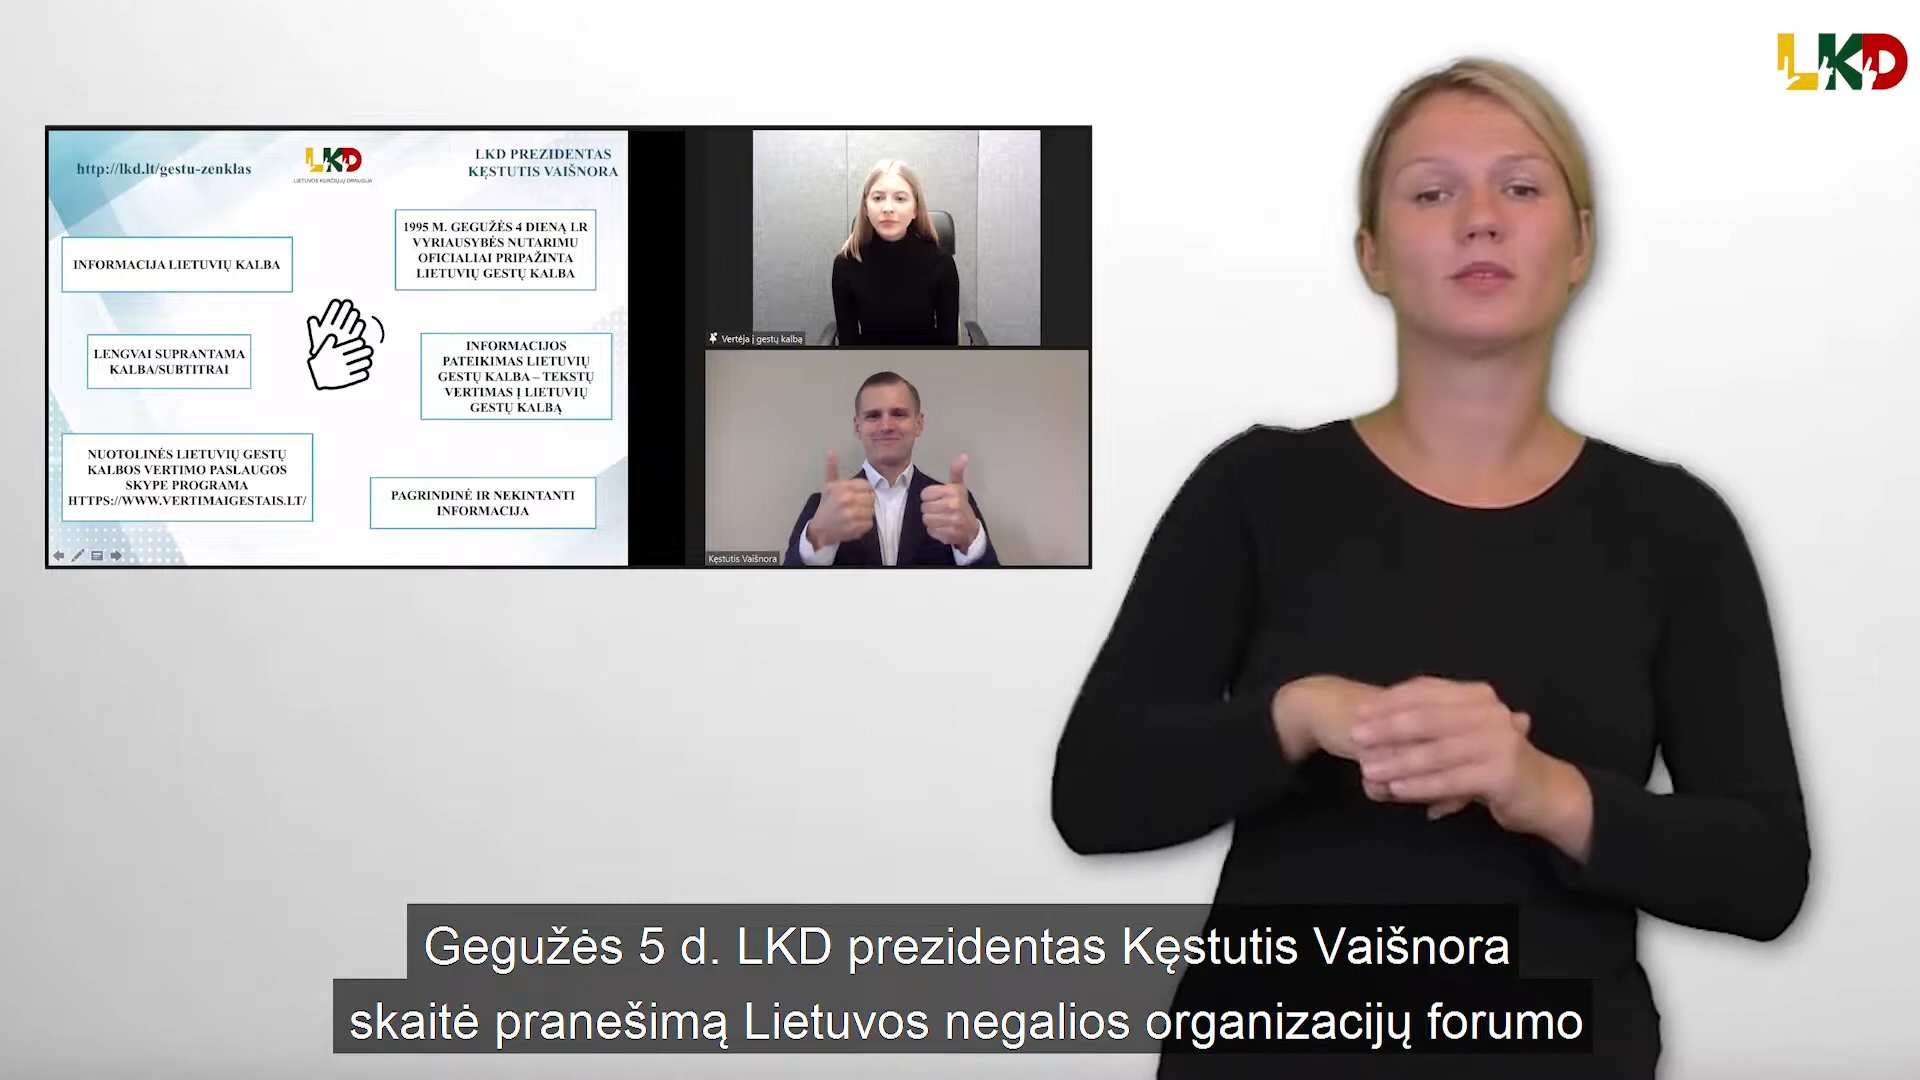 LKD
http://lkd.lt/gestu-zenklas
LKD
LIETUVOS KURČIŲJŲ DRAUGIJA
LKD PREZIDENTAS
KĘSTUTIS VAIŠNORA
INFORMACIJA LIETUVIŲ KALBA
1995 M. GEGUŽĖS 4 DIENĄ LR
VYRIAUSYBĖS NUTARIMU
OFICIALIAI PRIPAŽINTA
LIETUVIŲ GESTŲ KALBA
LENGVAI SUPRANTAMA
KALBA/SUBTITRAI
INFORMACIJOS
PATEIKIMAS LIETUVIŲ
GESTŲ KALBA – TEKSTŲ
VERTIMAS Į LIETUVIŲ
GESTŲ KALBĄ
NUOTOLINĖS LIETUVIŲ GESTŲ
KALBOS VERTIMO PASLAUGOS
SKYPE PROGRAMA
HTTPS://WWW.VERTIMAIGESTAIS.LT/
PAGRINDINĖ IR NEKINTANTI
INFORMACIJA
Vertėja į gestų kalbą
Kęstutis Vaišnora
Gegužės 5 d. LKD prezidentas Kęstutis Vaišnora
skaitė pranešimą Lietuvos negalios organizacijų forumo